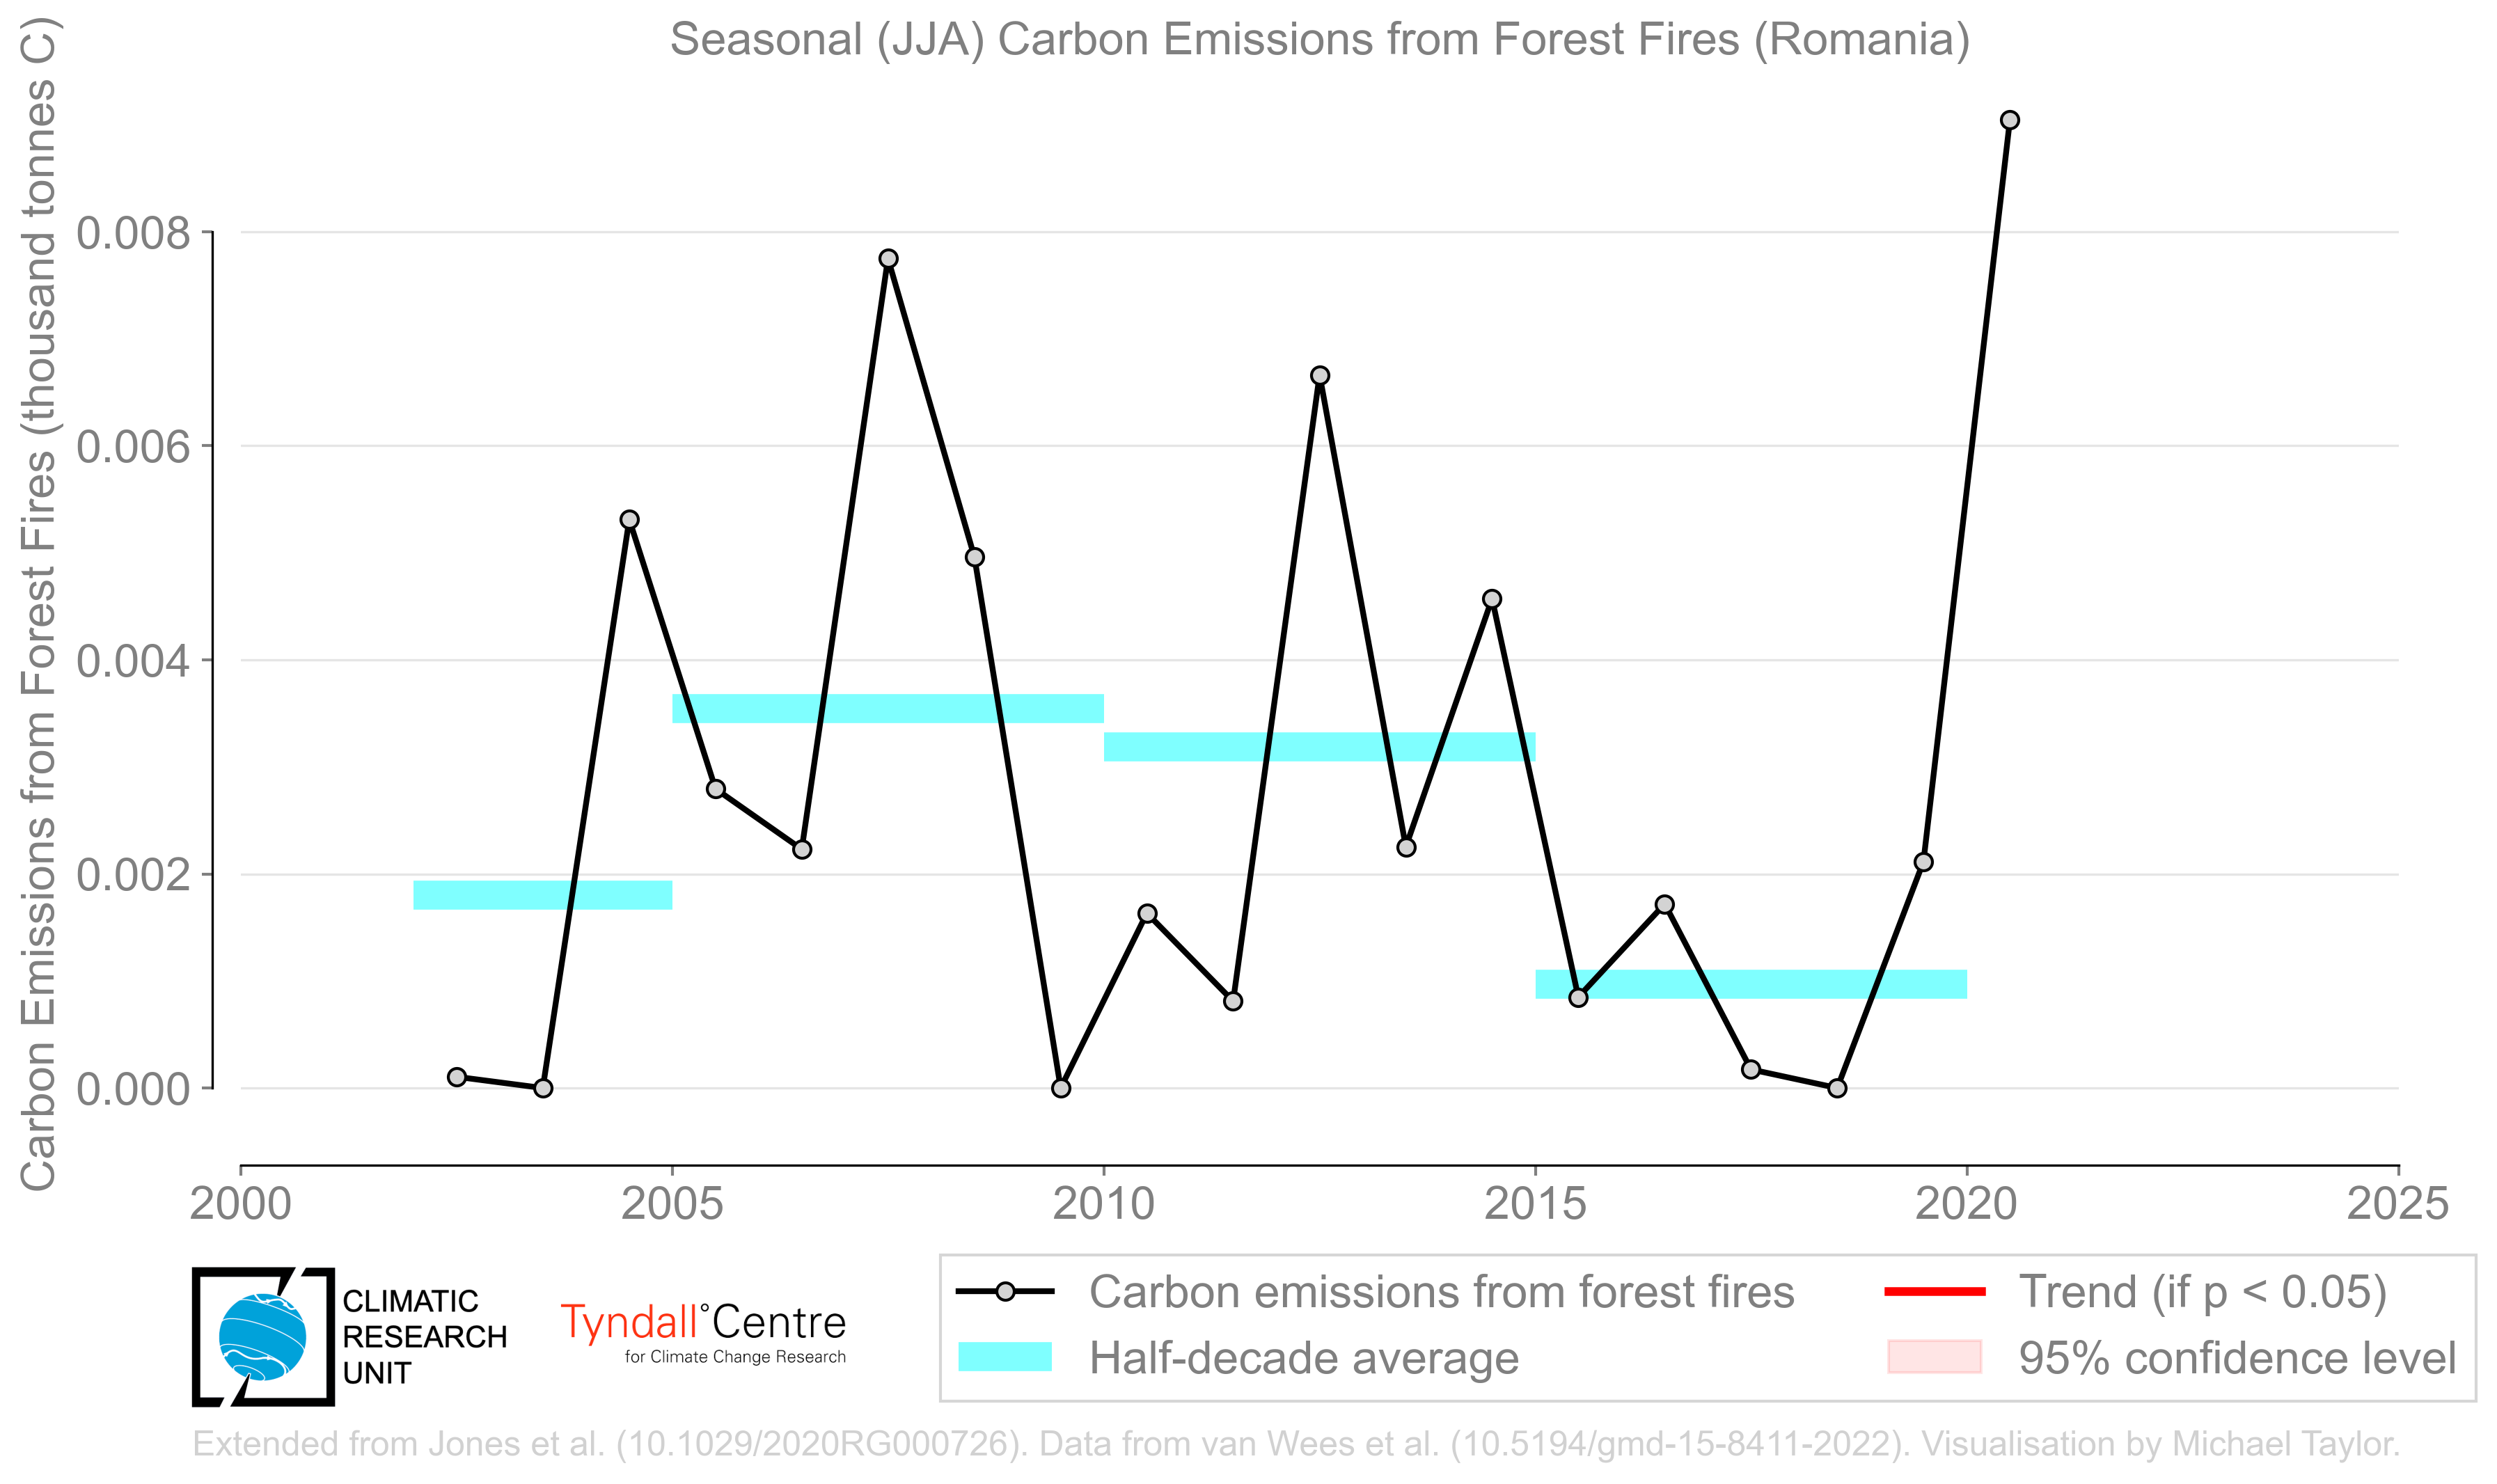 Seasonal (JJA) Carbon Emissions from Forest Fires (Romania)
Carbon Emissions from Forest Fires (thousand tonnes C)
0.008
0.006
0.004
0.002
0.000
2000 2005 2010 2015 2020 2025
CLIMATIC
RESEARCH
UNIT
Tyndall°Centre
for Climate Change Research
Carbon emissions from forest fires
Half-decade average
Trend (if p < 0.05)
95% confidence level
Extended from Jones et al. (10.1029/2020RG000726). Data from van Wees et al. (10.5194/gmd-15-8411-2022). Visualisation by Michael Taylor.